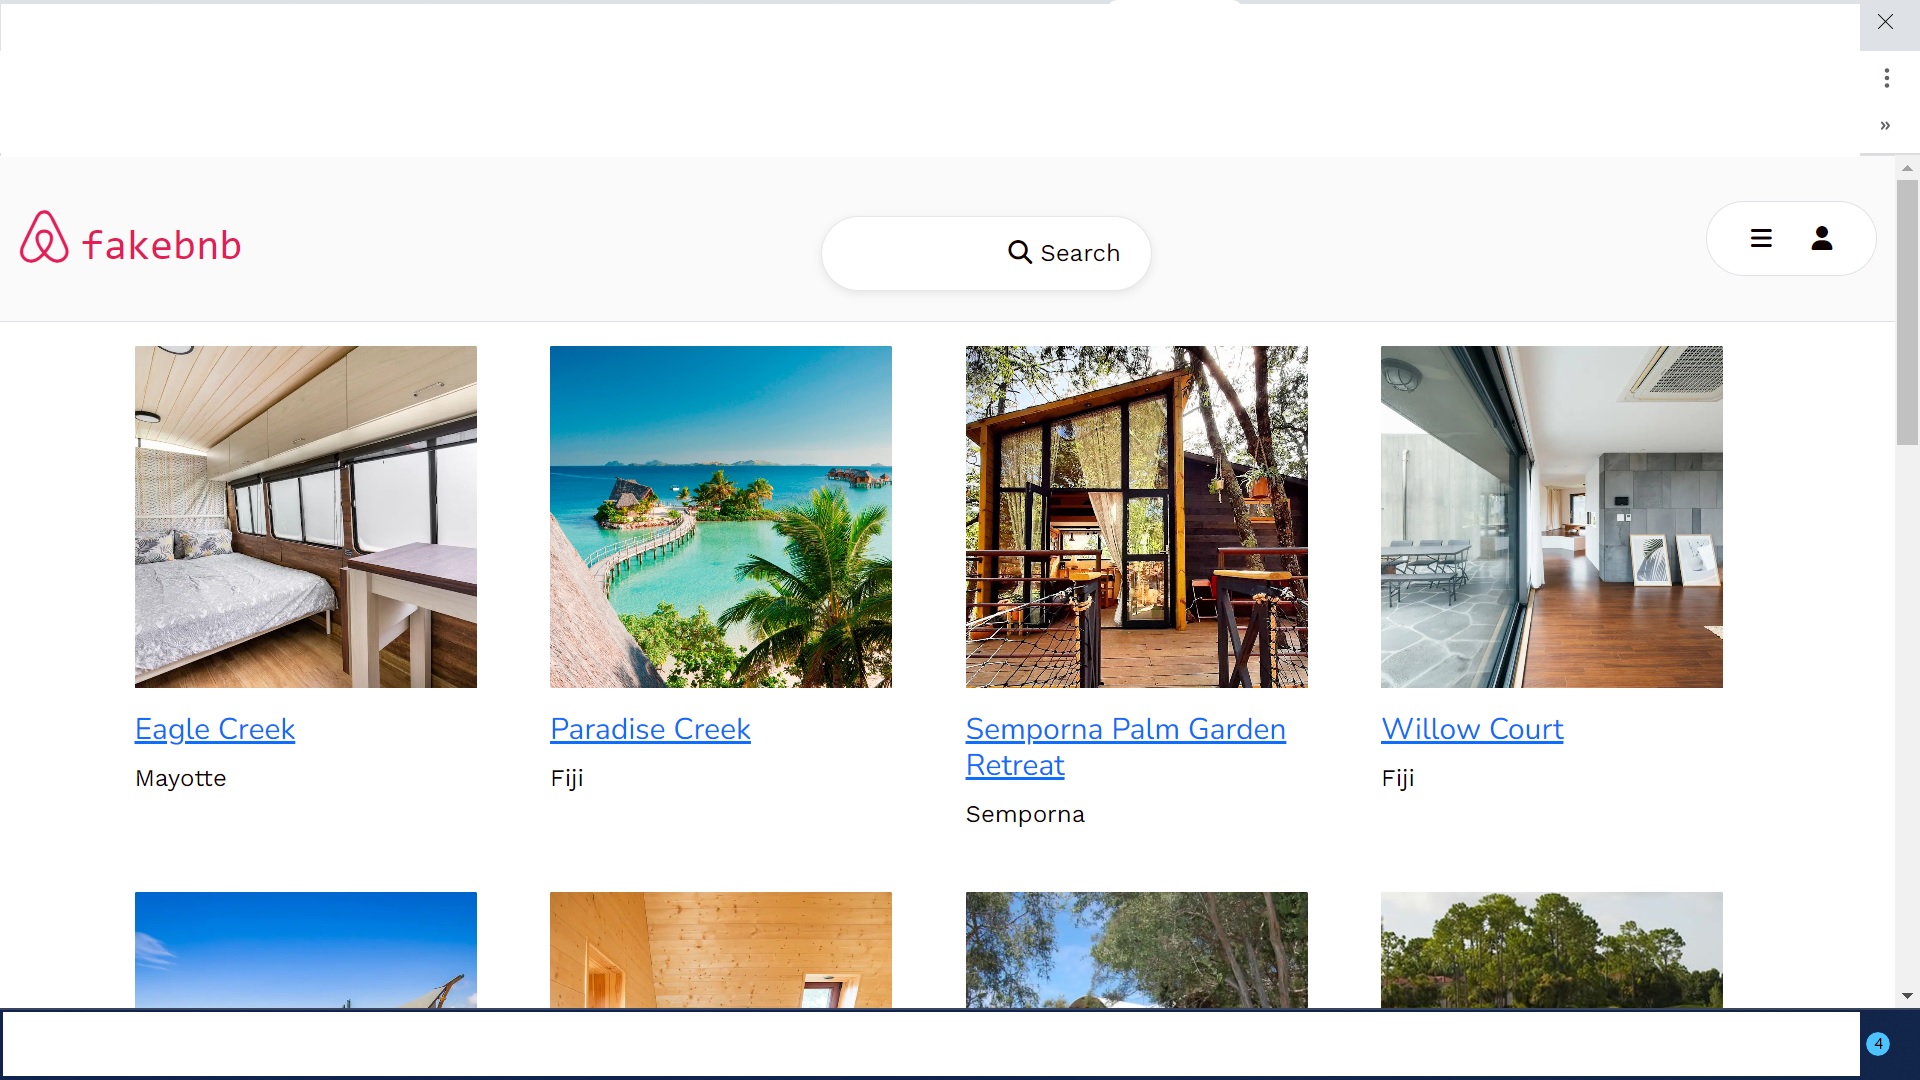 »
fakebnb
Search
Eagle Creek
Mayotte
Paradise Creek
Fiji
Semporna Palm Garden
Retreat
Semporna
Willow Court
Fiji
4